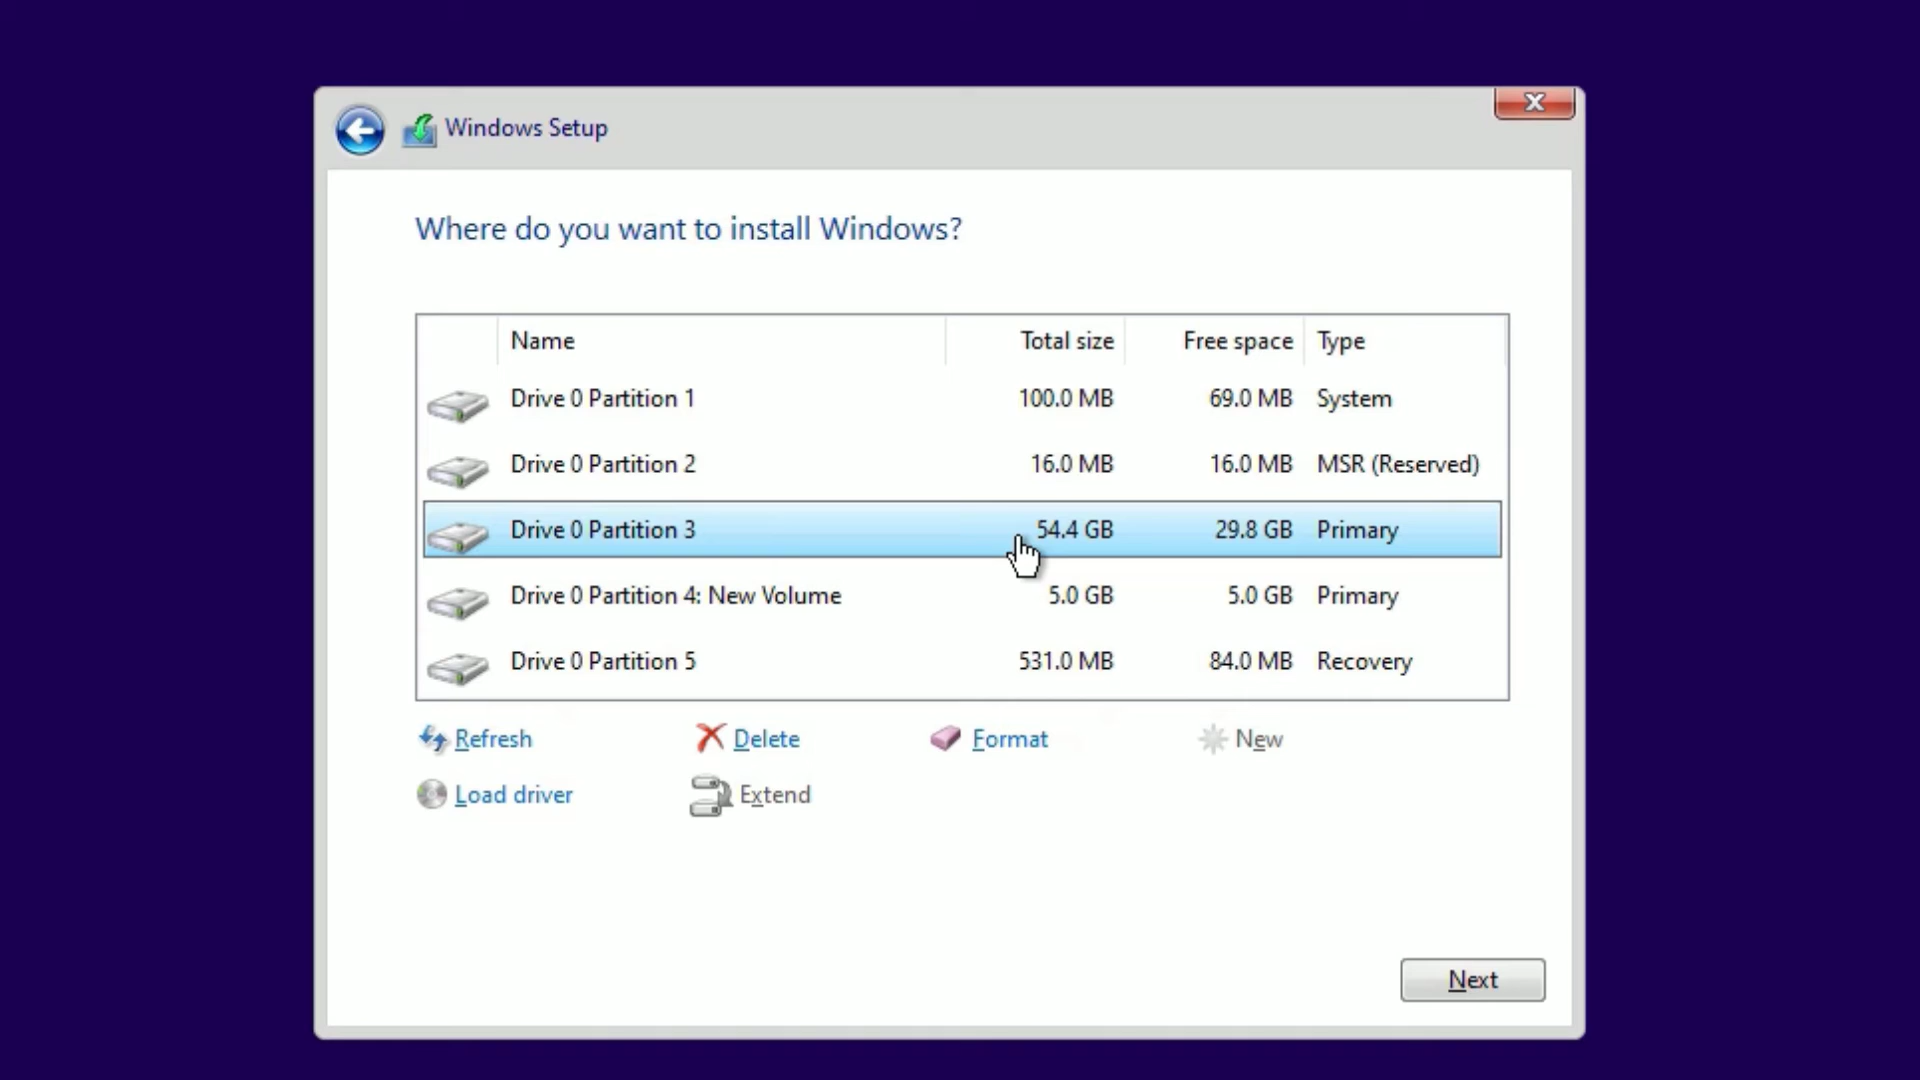 Windows Setup
Where do you want to install Windows?
Name Total size Free space Type
Drive 0 Partition 1 100.0 MB 69.0 MB System
Drive 0 Partition 2 16.0 MB 16.0 MB MSR (Reserved)
Drive 0 Partition 3 54.4 GB 29.8 GB Primary
Drive 0 Partition 4: New Volume 5.0 GB 5.0 GB Primary
Drive 0 Partition 5 531.0 MB 84.0 MB Recovery
Refresh Delete Format New
Load driver Extend
Next